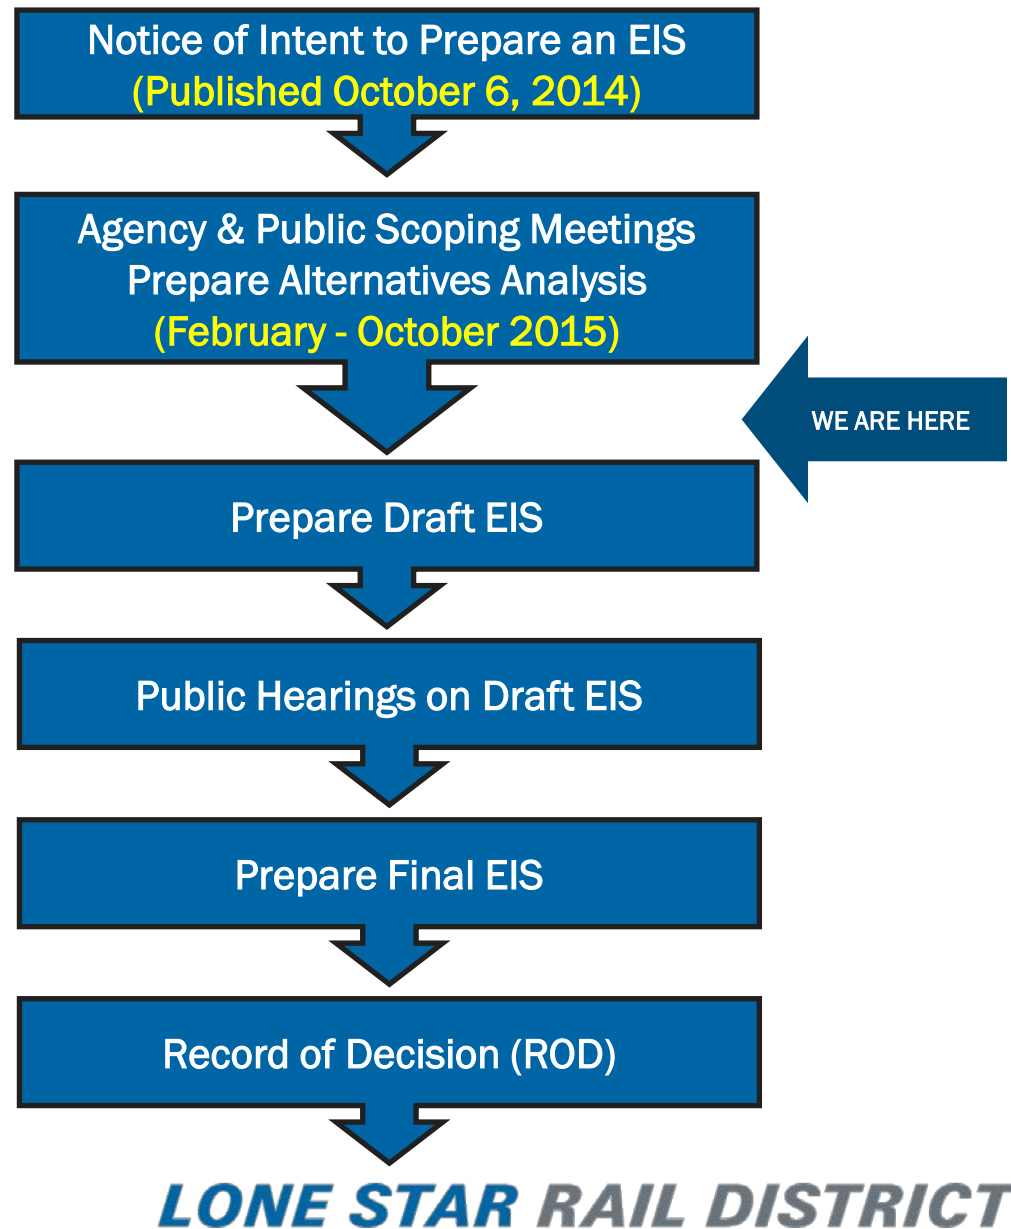 Notice of Intent to Prepare an EIS
(Published October 6, 2014)
Agency & Public Scoping Meetings
Prepare Alternatives Analysis
(February - October 2015)
WE ARE HERE
Prepare Draft EIS
Public Hearings on Draft EIS
Prepare Final EIS
Record of Decision (ROD)
LONE STAR RAIL DISTRICT